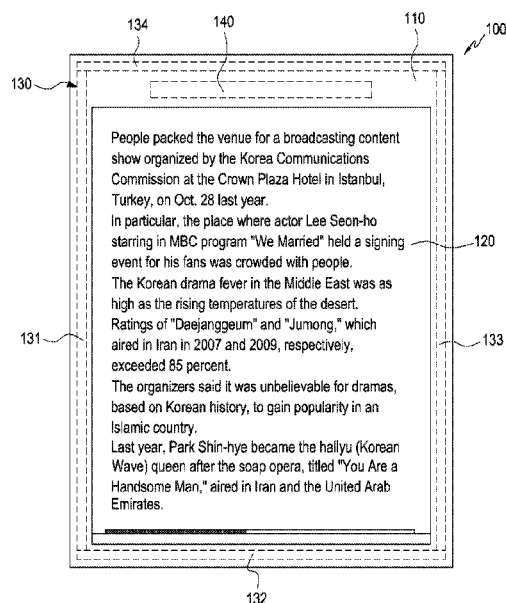 134
140
110
100
130
People packed the venue for a broadcasting content
show organized by the Korea Communications
Commission at the Crown Plaza Hotel in Istanbul,
Turkey, on Oct. 28 last year.
In particular, the place where actor Lee Seon-ho
starring in MBC program "We Married" held a signing
120
event for his fans was crowded with people.
The Korean drama fever in the Middle East was as
high as the rising temperatures of the desert.
Ratings of "Daejanggeum" and "Jumong," which
131
aired in Iran in 2007 and 2009, respectively,
133
exceeded 85 percent.
The organizers said it was unbelievable for dramas,
based on Korean history, to gain popularity in an
Islamic country.
Last year, Park Shin-hye became the hallyu (Korean
Wave) queen after the soap opera, titled "You Are a
Handsome Man," aired in Iran and the United Arab
Emirates.
132